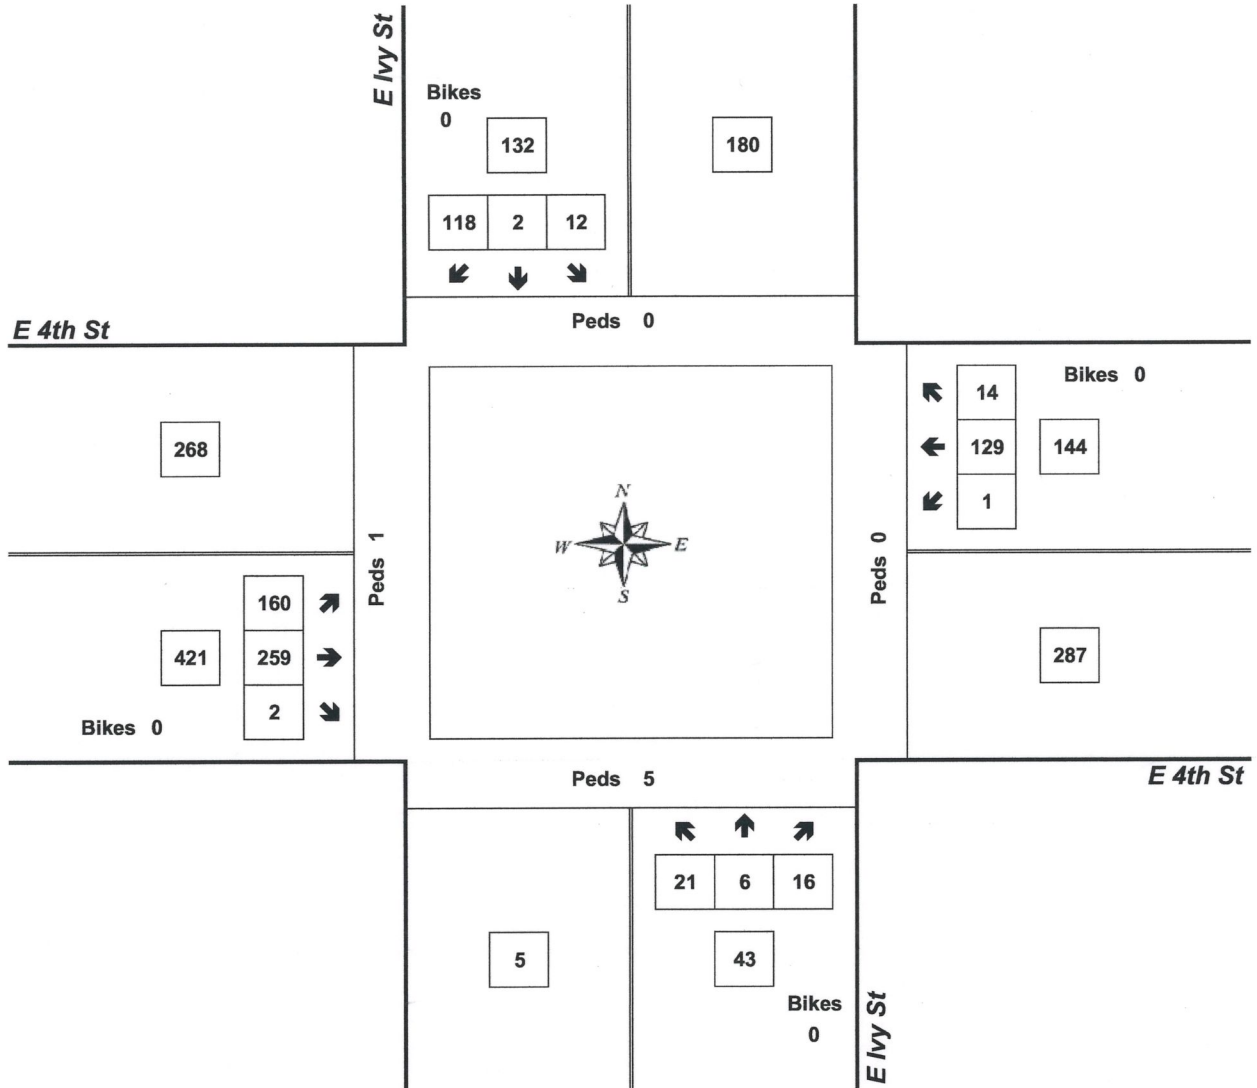 E Ivy St
Bikes
0
132
180
118 2 12
Peds 0
E 4th St
14
Bikes 0
129
144
1
268
N
W E
S
Peds 1
Peds 0
160
421
259
2
Bikes 0
287
Peds 5
E 4th St
21 6 16
5
43
Bikes
0
E Ivy St